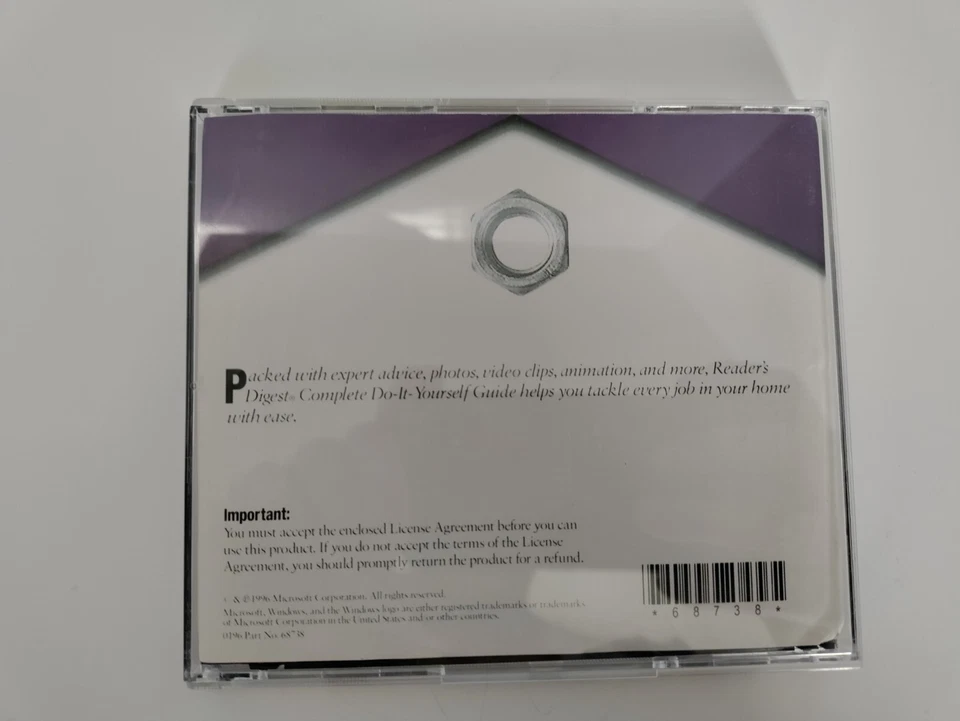 Packed with expert advice, photos, video clips, animation, and more, Reader's
Digest® Complete Do-It-Yourself Guide helps you tackle every job in your home
with ease.
Important:
You must accept the enclosed License Agreement before you can
use this product. If you do not accept the terms of the License
Agreement, you should promptly return the product for a refund.
& ©1996 Microsoft Corporation. All rights reserved.
Microsoft, Windows, and the Windows logo are either registered trademarks or trademarks
of Microsoft Corporation in the United States and/or other countries.
0196 Part No. 68738
*68738*